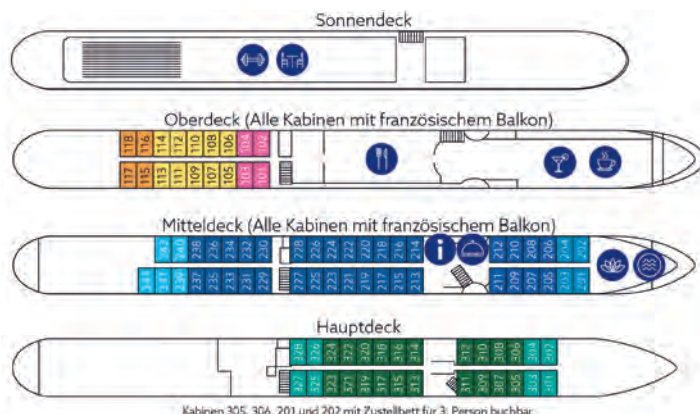 Sonnendeck
Oberdeck (Alle Kabinen mit französischem Balkon)
118 116 114 112 110 108 106 104 102
117 115 113 111 109 107 105 103 101
Mitteldeck (Alle Kabinen mit französischem Balkon)
242 240 238 236 234 232 230 228 226 224 222 220 218 216 214 i 212 210 208 206 204 202
241 239 237 235 233 231 229 227 225 223 221 219 217 215 213 211 209 207 205 203 201
Hauptdeck
328 326 324 322 320 318 316 314 312 310 308 306 304 302
327 325 323 321 319 317 315 313 311 309 307 305 303 301
Kabinen 305, 306, 201 und 202 mit Zustellbett für 3. Person buchbar